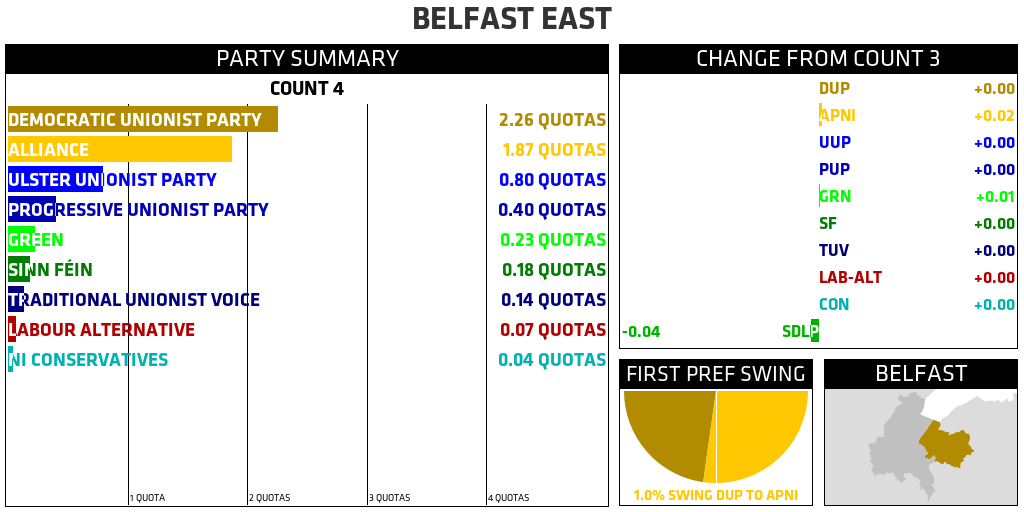 BELFAST EAST
PARTY SUMMARY
COUNT 4
DEMOCRATIC UNIONIST PARTY 2.26 QUOTAS
ALLIANCE 1.87 QUOTAS
ULSTER UNIONIST PARTY 0.80 QUOTAS
PROGRESSIVE UNIONIST PARTY 0.40 QUOTAS
GREEN 0.23 QUOTAS
SINN FÉIN 0.18 QUOTAS
TRADITIONAL UNIONIST VOICE 0.14 QUOTAS
LABOUR ALTERNATIVE 0.07 QUOTAS
NI CONSERVATIVES 0.04 QUOTAS
1 QUOTA 2 QUOTAS 3 QUOTAS 4 QUOTAS
CHANGE FROM COUNT 3
DUP +0.00
APNI +0.02
UUP +0.00
PUP +0.00
GRN +0.01
SF +0.00
TUV +0.00
LAB-ALT +0.00
CON +0.00
-0.04 SDLP
FIRST PREF SWING
1.0% SWING DUP TO APNI
BELFAST